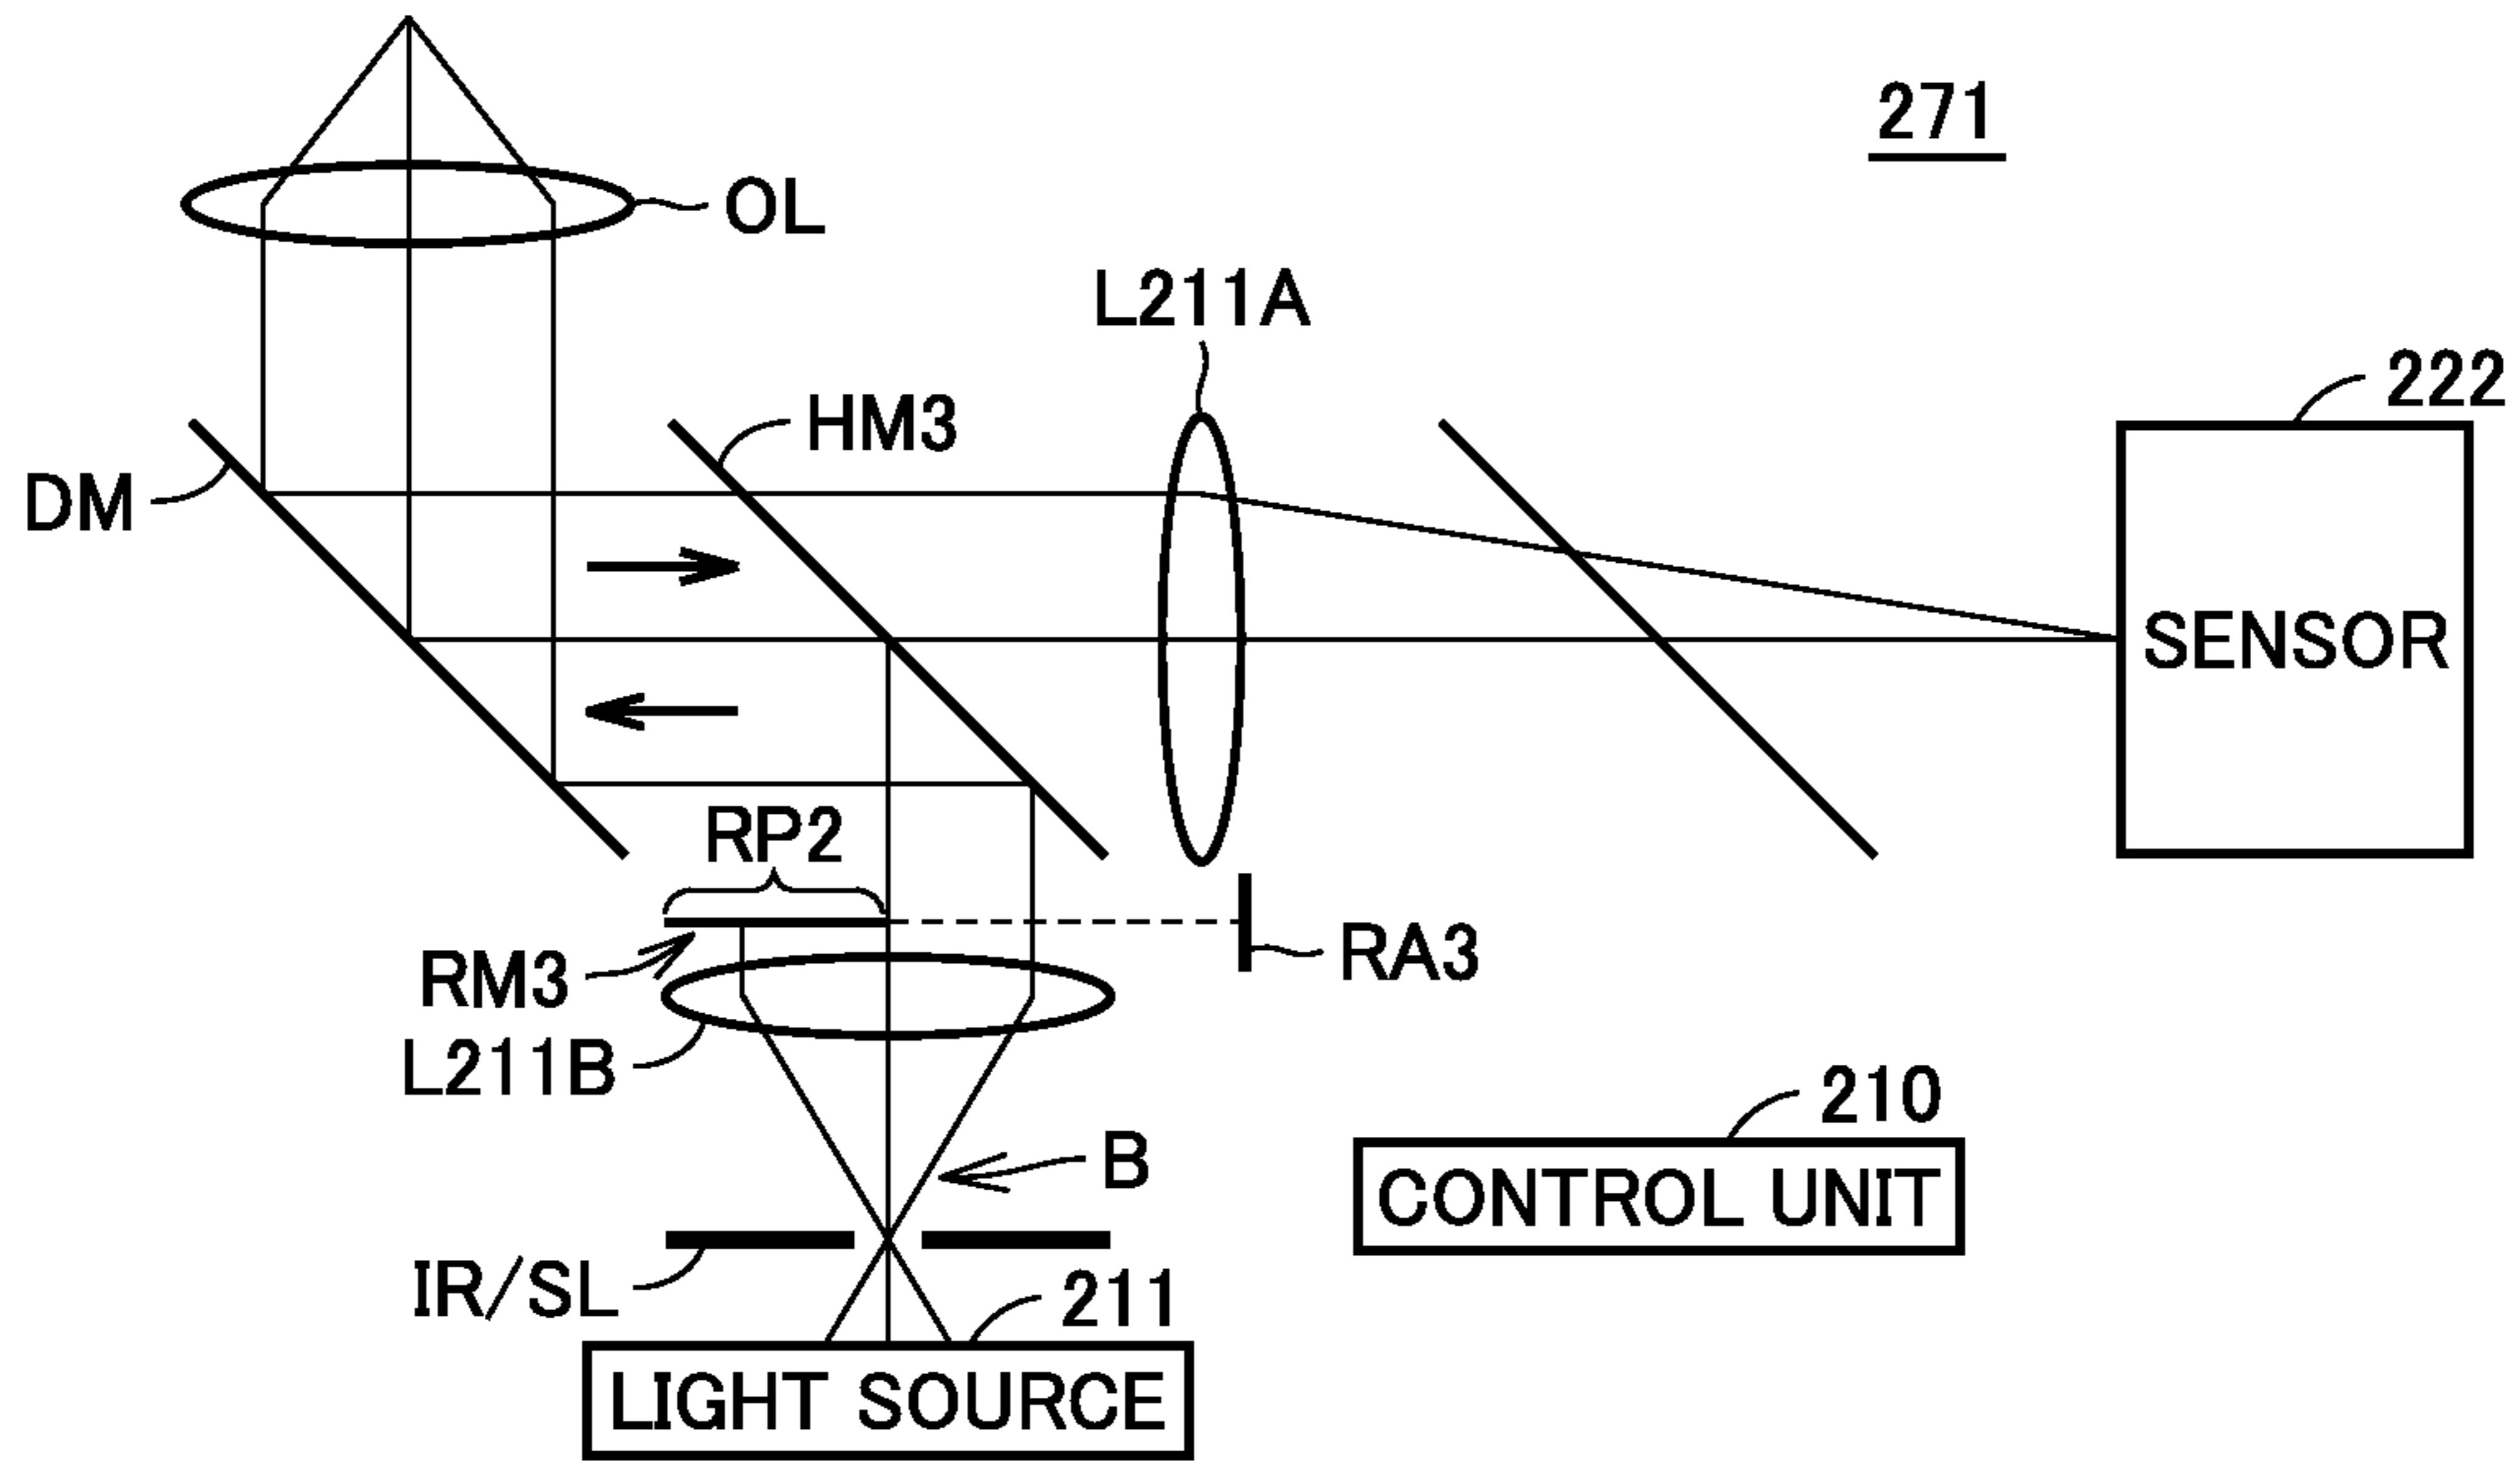 271
OL
L211A
222
HM3
DM
SENSOR
RP2
RM3
RA3
L211B
210
B
CONTROL UNIT
IR/SL
211
LIGHT SOURCE